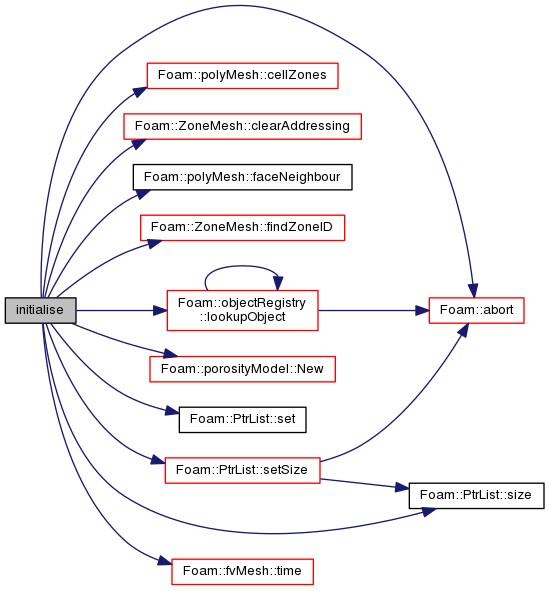 Foam::polyMesh::cellZones
Foam::ZoneMesh::clearAddressing
Foam::polyMesh::faceNeighbour
Foam::ZoneMesh::findZoneID
initialise
Foam::objectRegistry
::lookupObject
Foam::abort
Foam::porosityModel::New
Foam::PtrList::set
Foam::PtrList::setSize
Foam::PtrList::size
Foam::fvMesh::time